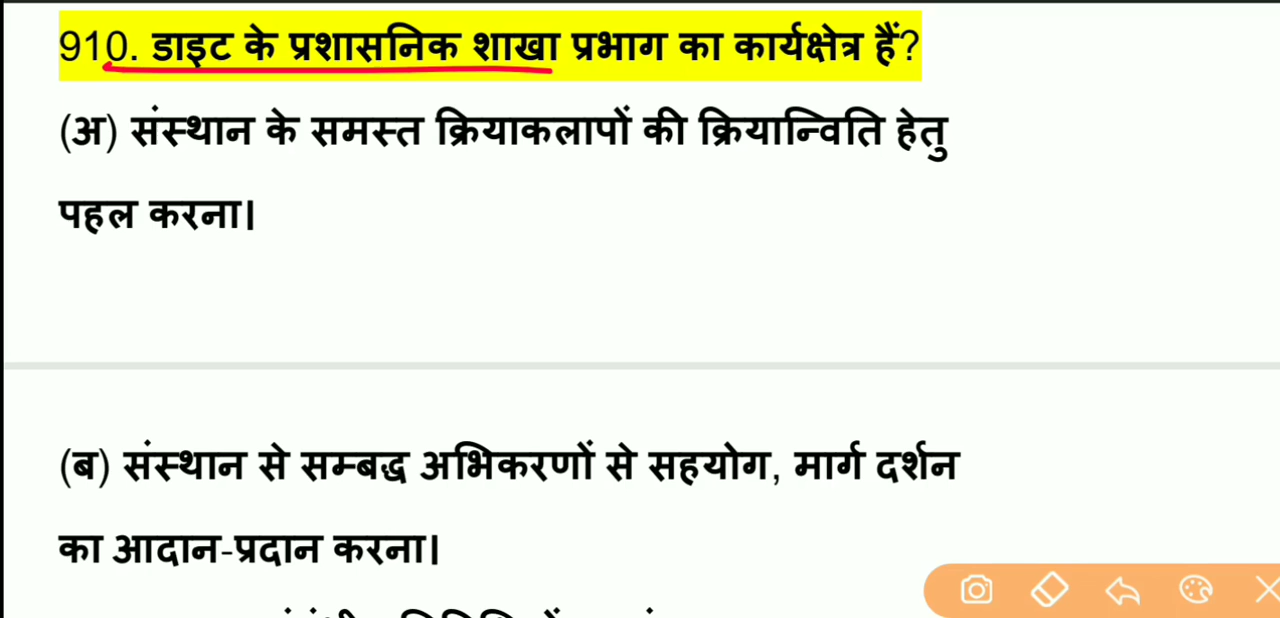 910. डाइट के प्रशासनिक शाखा प्रभाग का कार्यक्षेत्र हैं?
(अ) संस्थान के समस्त क्रियाकलापों की क्रियान्विति हेतु
पहल करना।
(ब) संस्थान से सम्बद्ध अभिकरणों से सहयोग, मार्ग दर्शन
का आदान-प्रदान करना।